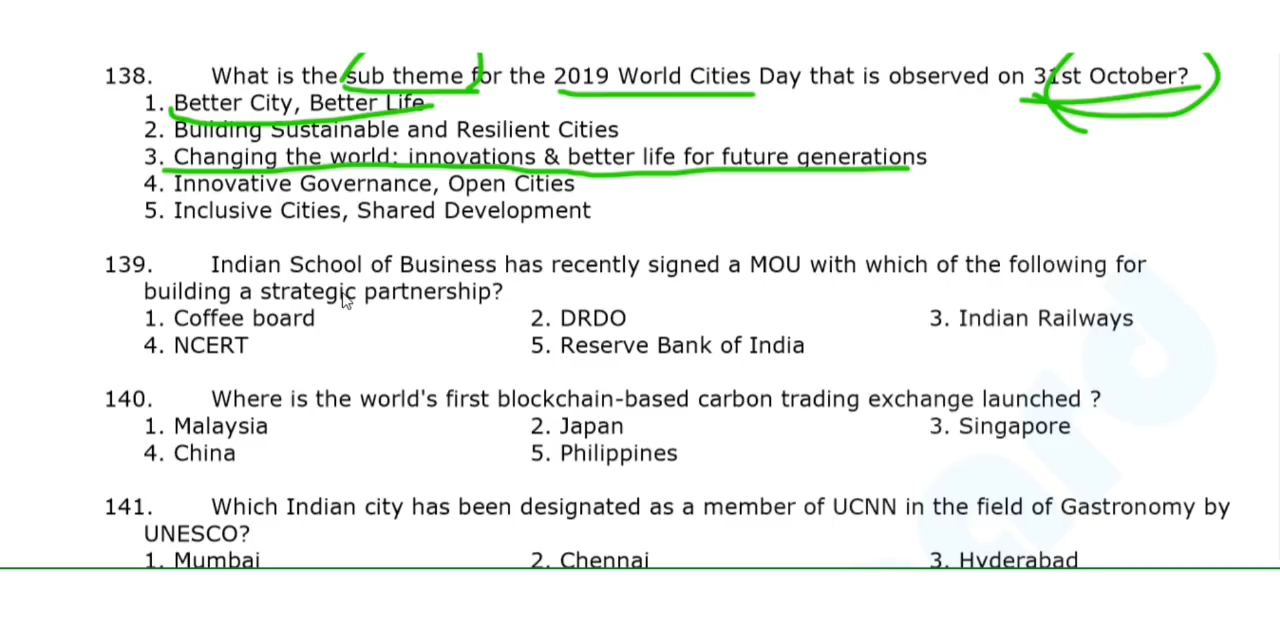 138. What is the sub theme for the 2019 World Cities Day that is observed on 31st October?
1. Better City, Better Life
2. Building Sustainable and Resilient Cities
3. Changing the world: innovations & better life for future generations
4. Innovative Governance, Open Cities
5. Inclusive Cities, Shared Development
139. Indian School of Business has recently signed a MOU with which of the following for
building a strategic partnership?
1. Coffee board 2. DRDO 3. Indian Railways
4. NCERT 5. Reserve Bank of India
140. Where is the world's first blockchain-based carbon trading exchange launched ?
1. Malaysia 2. Japan 3. Singapore
4. China 5. Philippines
141. Which Indian city has been designated as a member of UCNN in the field of Gastronomy by
UNESCO?
1. Mumbai 2. Chennai 3. Hyderabad